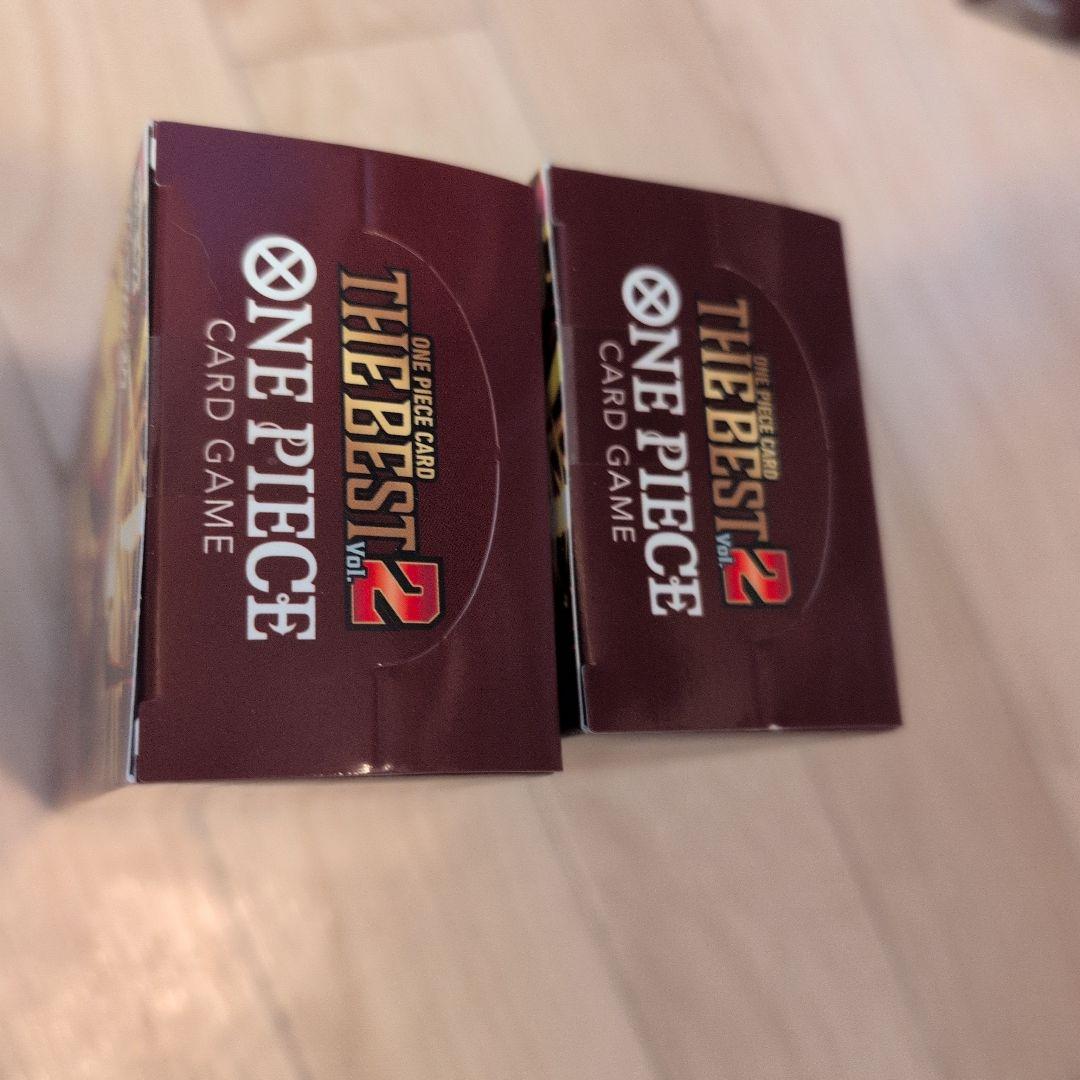 ONE PIECE CARD
THE BEST
Vol. 2
ONE PIECE
CARD GAME
ONE PIECE CARD
THE BEST
Vol. 2
ONE PIECE
CARD GAME